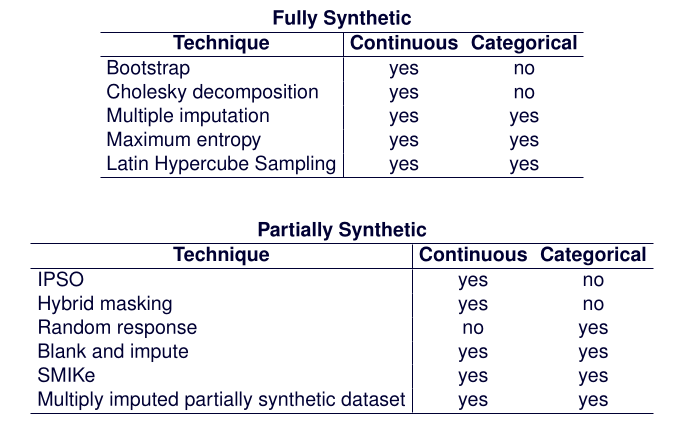 Fully Synthetic
Technique Continuous Categorical
Bootstrap yes no
Cholesky decomposition yes no
Multiple imputation yes yes
Maximum entropy yes yes
Latin Hypercube Sampling yes yes
Partially Synthetic
Technique Continuous Categorical
IPSO yes no
Hybrid masking yes no
Random response no yes
Blank and impute yes yes
SMIKe yes yes
Multiply imputed partially synthetic dataset yes yes